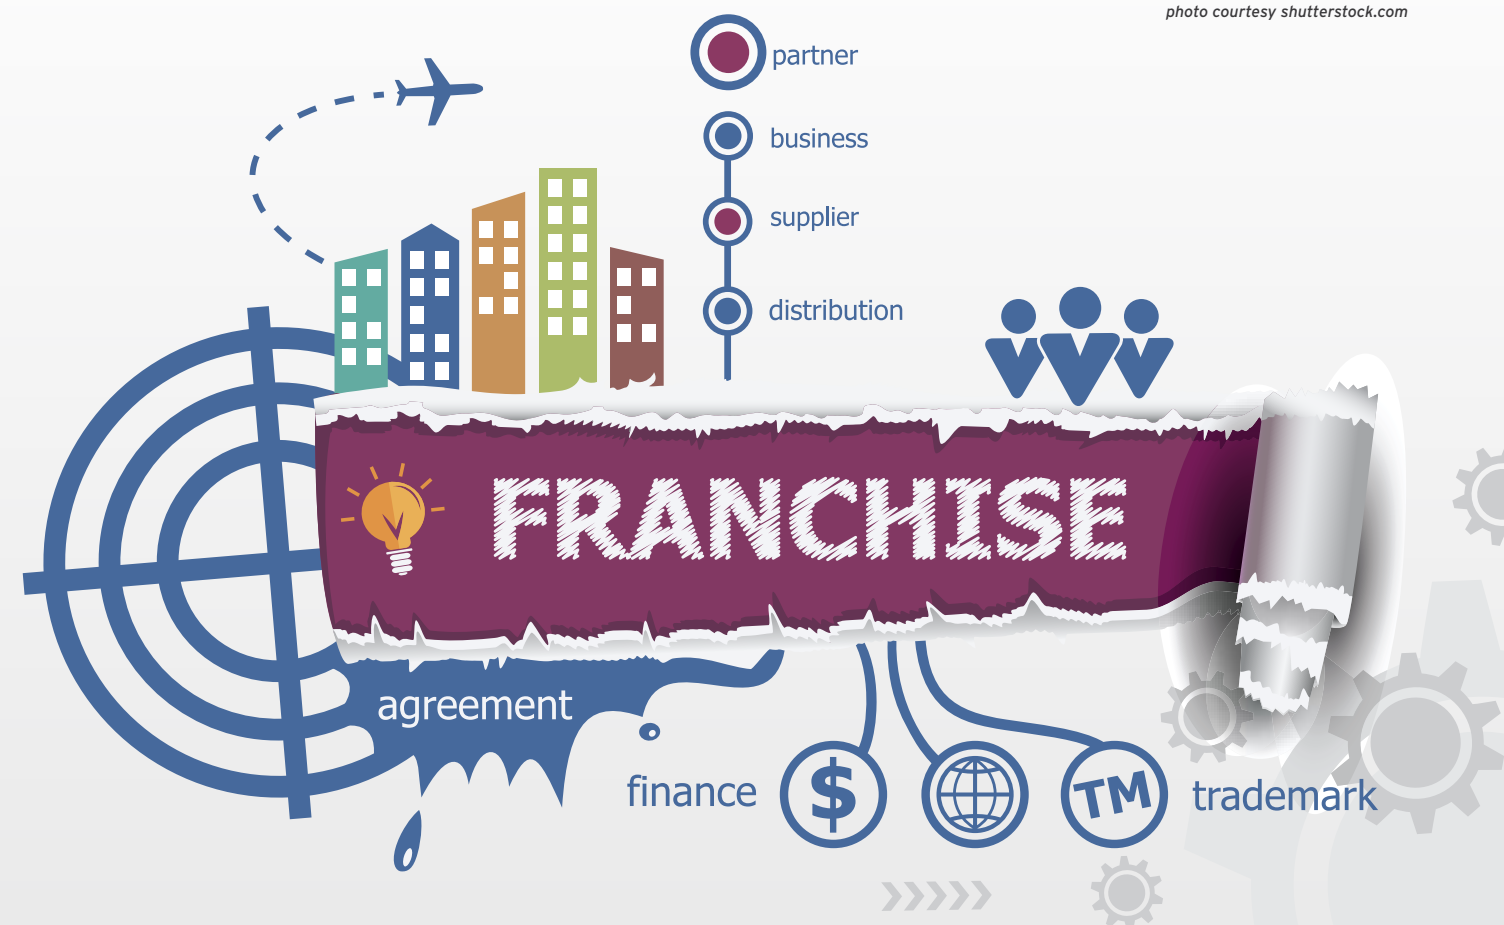 photo courtesy shutterstock.com
partner
business
supplier
distribution
FRANCHISE
agreement
finance
$
TM
trademark